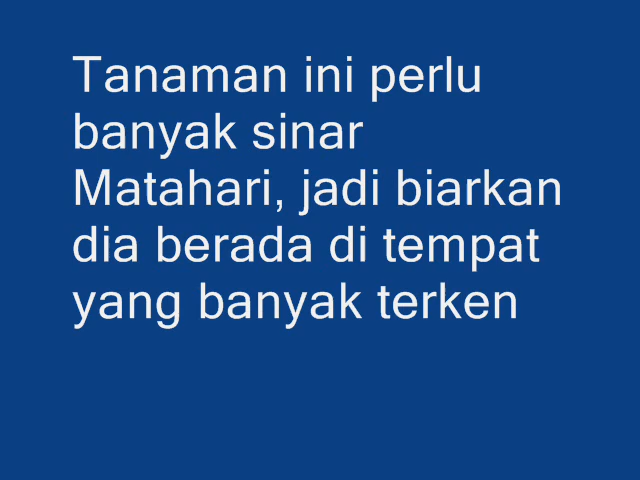 Tanaman ini perlu
banyak sinar
Matahari, jadi biarkan
dia berada di tempat
yang banyak terken